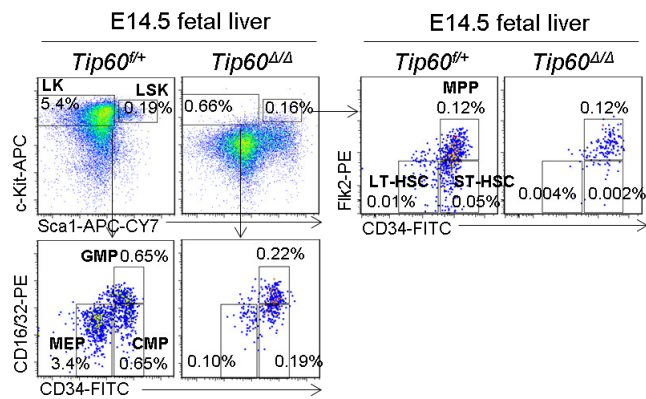 E14.5 fetal liver
E14.5 fetal liver
Tip60f/+
Tip60Δ/Δ
Tip60f/+
Tip60Δ/Δ
LK
5.4%
LSK
0.19%
0.66%
0.16%
MPP
0.12%
0.12%
LT-HSC
0.01%
ST-HSC
0.05%
0.004%
0.002%
c-Kit-APC
Sca1-APC-CY7
Flk2-PE
CD34-FITC
GMP 0.65%
0.22%
MEP
3.4%
CMP
0.65%
0.10%
0.19%
CD16/32-PE
CD34-FITC